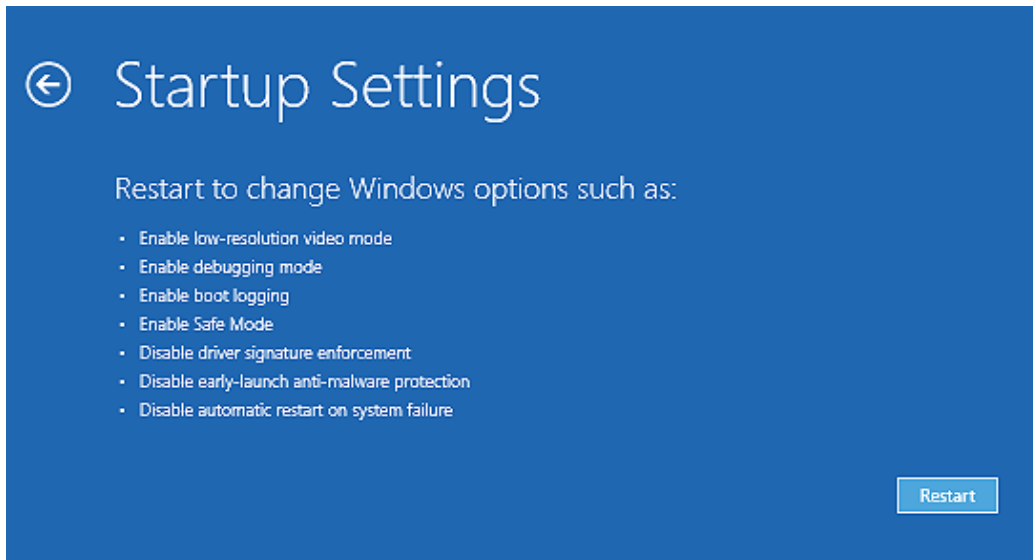 Startup Settings
Restart to change Windows options such as:
• Enable low-resolution video mode
• Enable debugging mode
• Enable boot logging
• Enable Safe Mode
• Disable driver signature enforcement
• Disable early-launch anti-malware protection
• Disable automatic restart on system failure
Restart